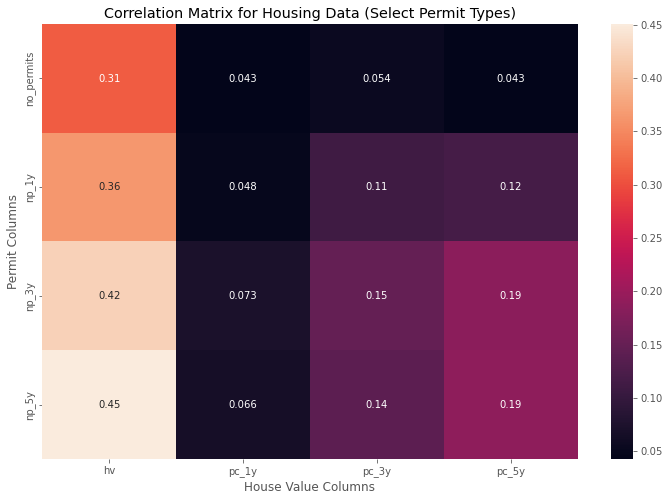 Correlation Matrix for Housing Data (Select Permit Types)
Permit Columns
no_permits
0.31 0.043 0.054 0.043
np_1y
0.36 0.048 0.11 0.12
np_3y
0.42 0.073 0.15 0.19
np_5y
0.45 0.066 0.14 0.19
hv pc_1y pc_3y pc_5y
House Value Columns
0.45
0.40
0.35
0.30
0.25
0.20
0.15
0.10
0.05